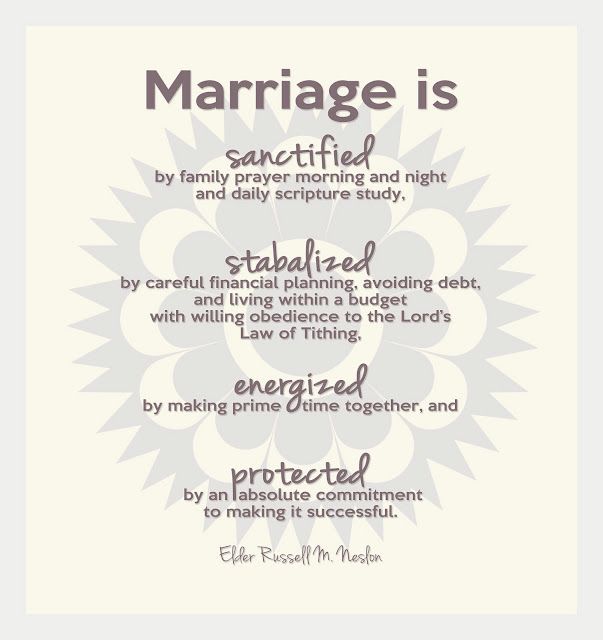 Marriage is
sanctified
by family prayer morning and night
and daily scripture study,
stabalized
by careful financial planning, avoiding debt,
and living within a budget
with willing obedience to the Lord's
Law of Tithing,
energized
by making prime time together, and
protected
by an absolute commitment
to making it successful.
Elder Russell M. Neslon